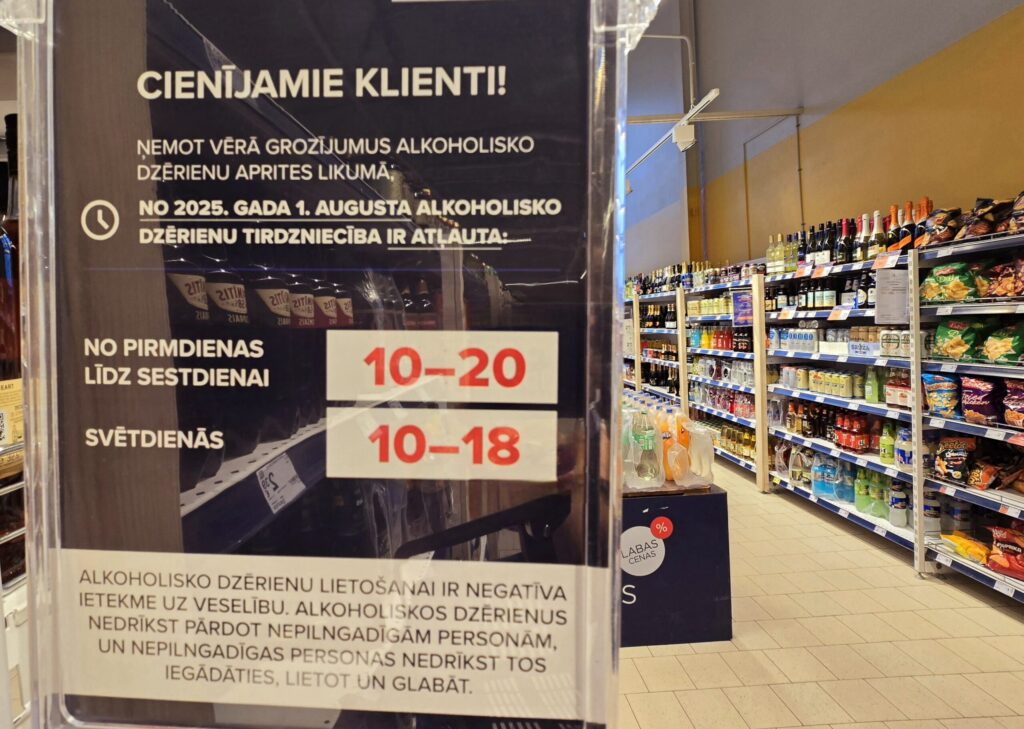 CIENĪJAMIE KLIENTI!
ŅEMOT VĒRĀ GROZĪJUMUS ALKOHOLISKO
DZĒRIENU APRITES LIKUMĀ,
NO 2025. GADA 1. AUGUSTA ALKOHOLISKO
DZĒRIENU TIRDZNIECĪBA IR ATĻAUTA:
NO PIRMDIENAS
LĪDZ SESTDIENAI
10–20
SVĒTDIENĀS
10–18
ALKOHOLISKO DZĒRIENU LIETOŠANAI IR NEGATĪVA
IETEKME UZ VESELĪBU. ALKOHOLISKOS DZĒRIENUS
NEDRĪKST PĀRDOT NEPILNGADĪGĀM PERSONĀM,
UN NEPILNGADĪGAS PERSONAS NEDRĪKST TOS
IEGĀDĀTIES, LIETOT UN GLABĀT.
%
LABAS
CENAS
S